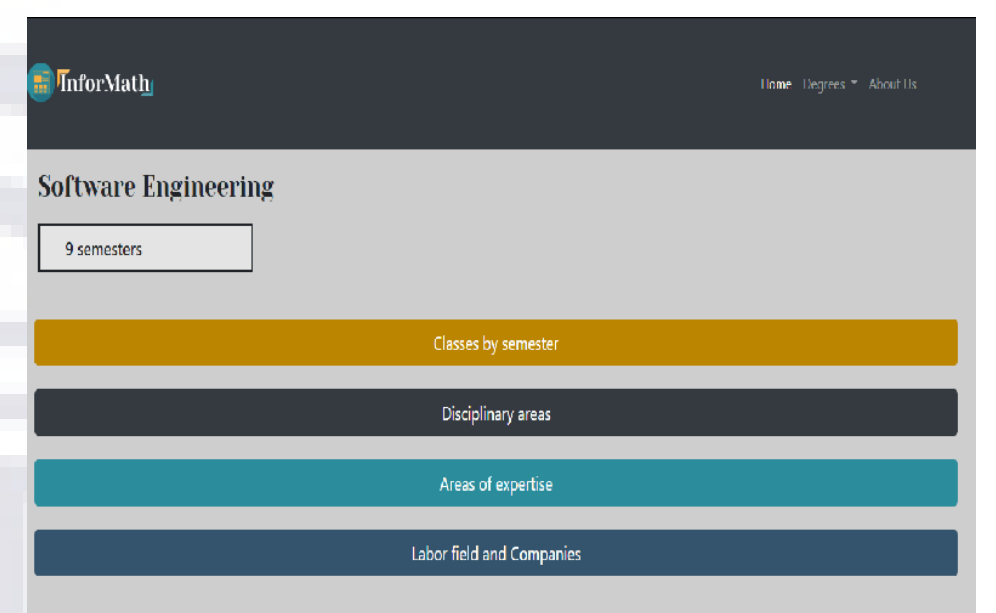 InforMath
Home Degrees About Us
Software Engineering
9 semesters
Classes by semester
Disciplinary areas
Areas of expertise
Labor field and Companies